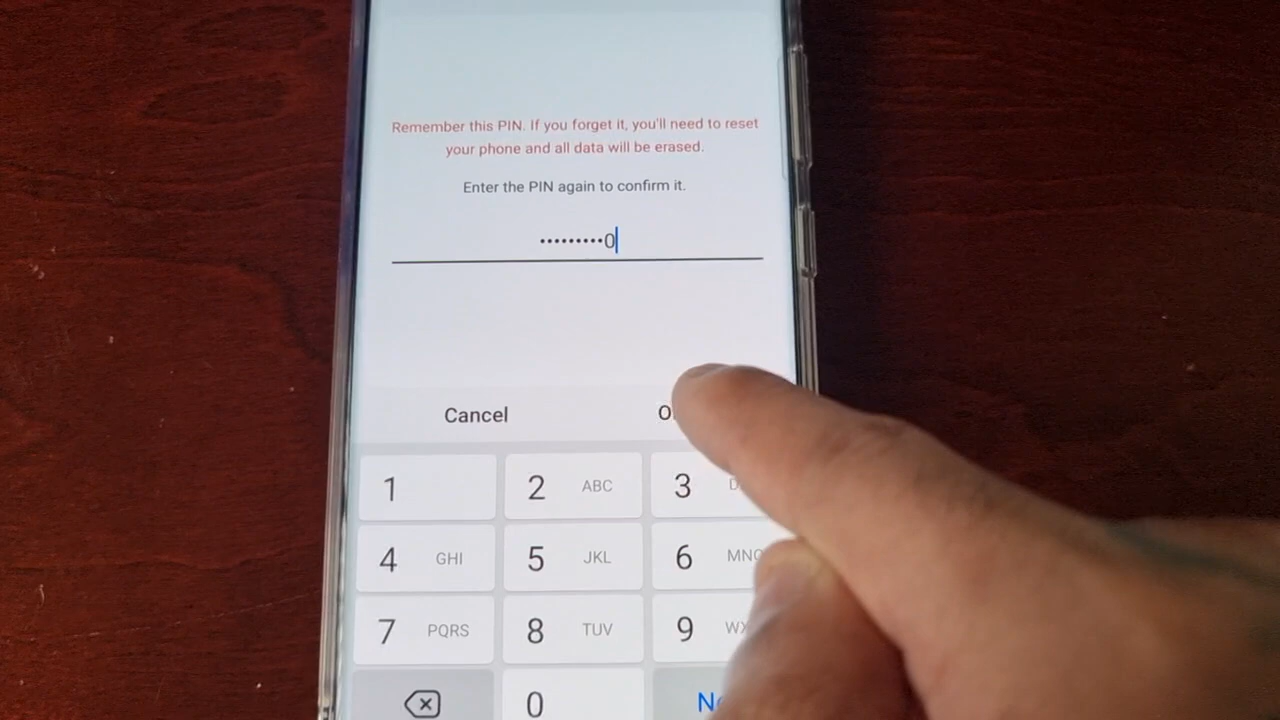 Remember this PIN. If you forget it, you'll need to reset
your phone and all data will be erased.
Enter the PIN again to confirm it.
•••••••••0
Cancel
1
2 ABC
3
4 GHI
5 JKL
6 MNO
7 PQRS
8 TUV
9
0